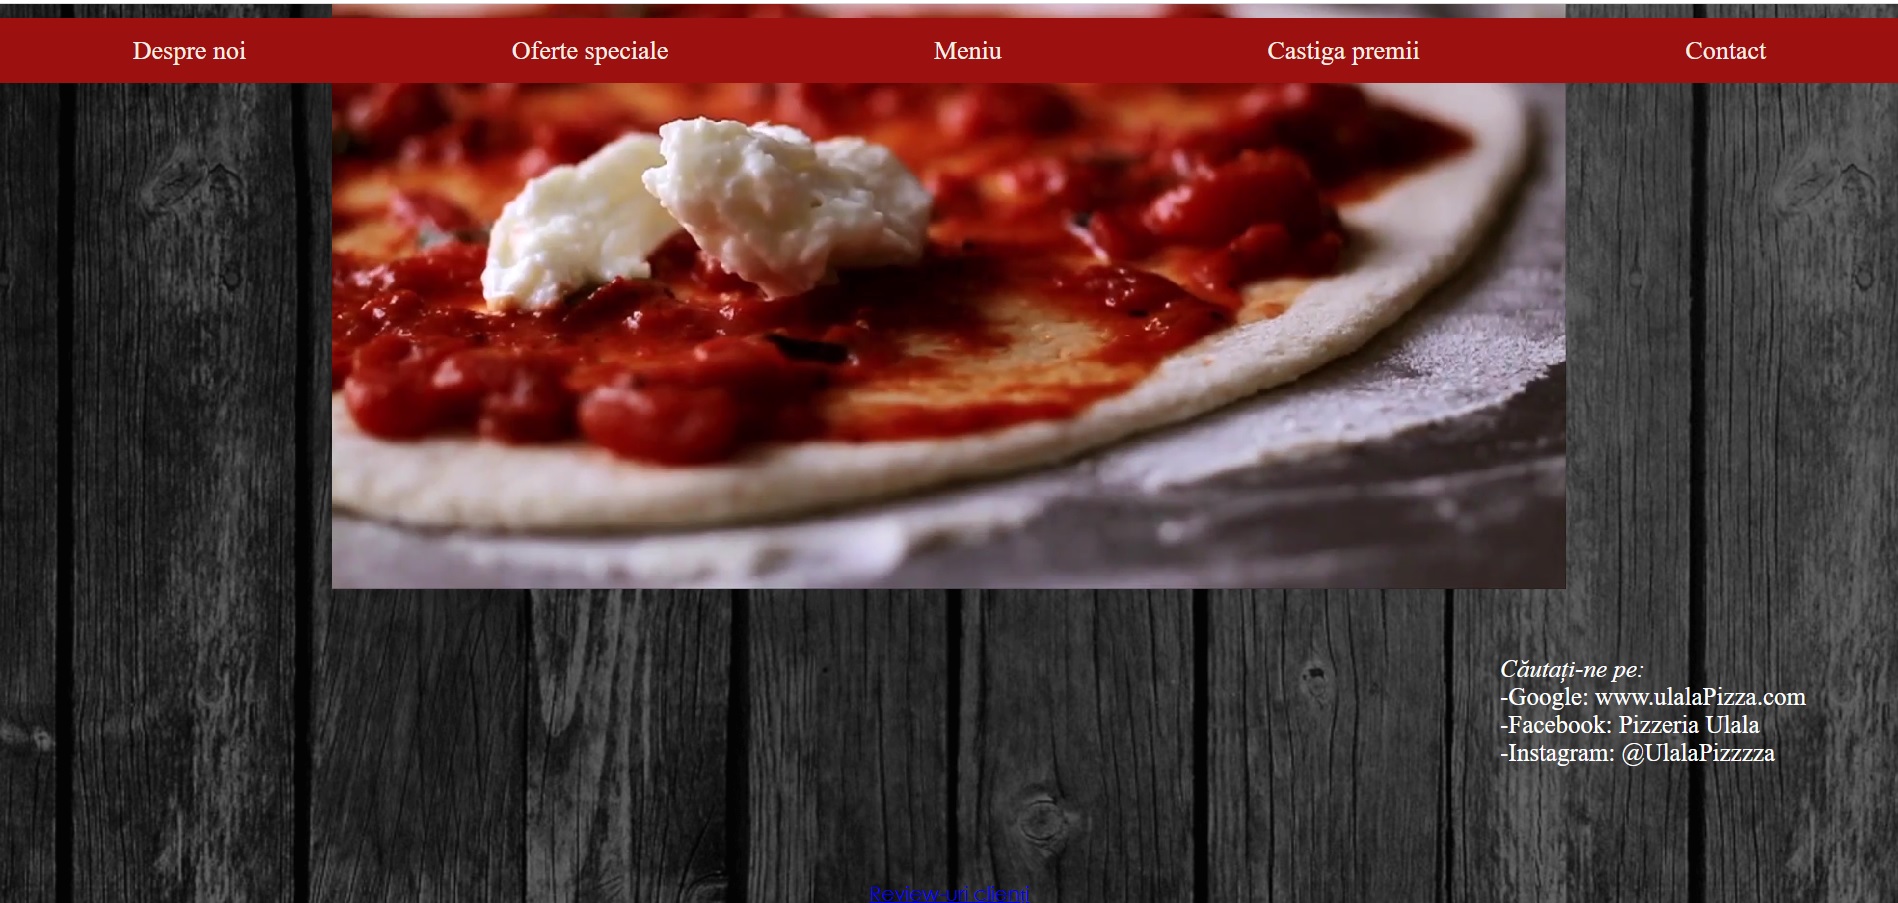 Despre noi Oferte speciale Meniu Castiga premii Contact
Căutați-ne pe:
-Google: www.ulalaPizza.com
-Facebook: Pizzeria Ulala
-Instagram: @UlalaPizzzza
Review-uri clienți